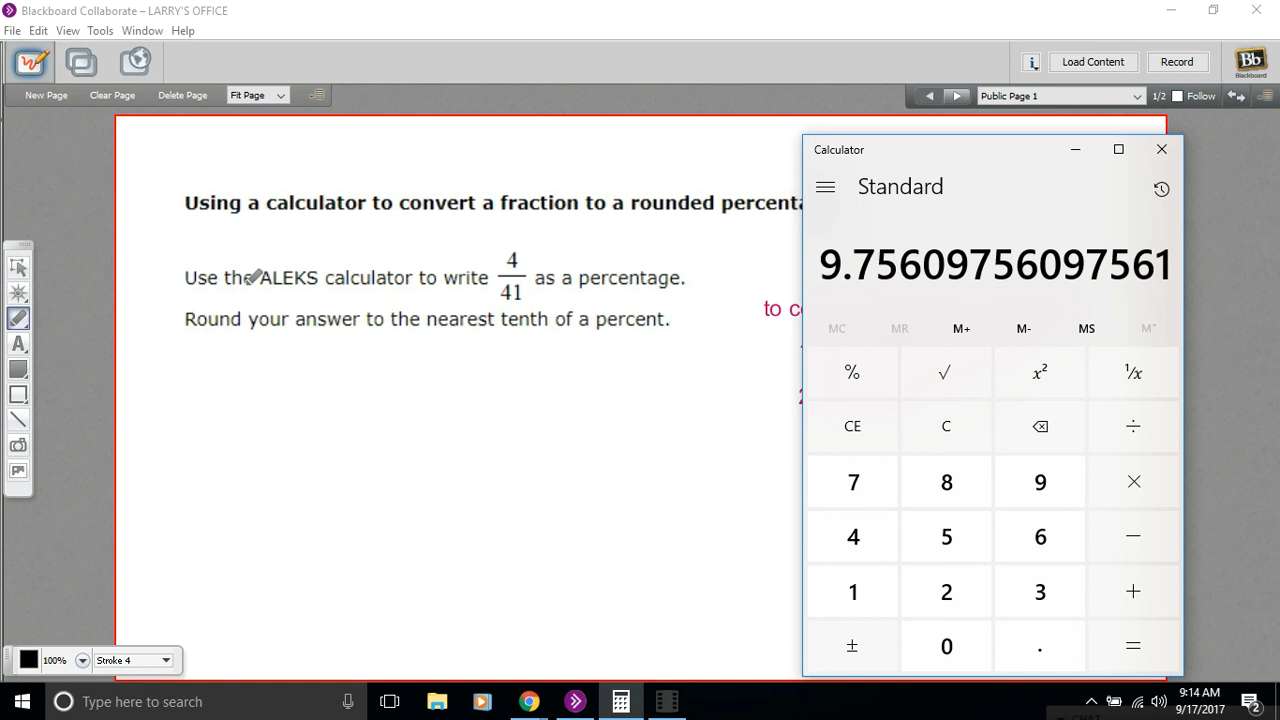 Blackboard Collaborate – LARRY'S OFFICE
File Edit View Tools Window Help
i Load Content Record Bb Blackboard
New Page Clear Page Delete Page Fit Page Public Page 1 1/2 Follow
Using a calculator to convert a fraction to a rounded percenta
Use the ALEKS calculator to write 4/41 as a percentage.
Round your answer to the nearest tenth of a percent.
to c
Calculator
Standard
9.756097560975611
MC MR M+ M- MS M˅
% √ x² ¹/x
CE C ÷
7 8 9 ×
4 5 6 −
1 2 3 +
± 0 . =
A
100% Stroke 4
Type here to search
9:14 AM
9/17/2017
2